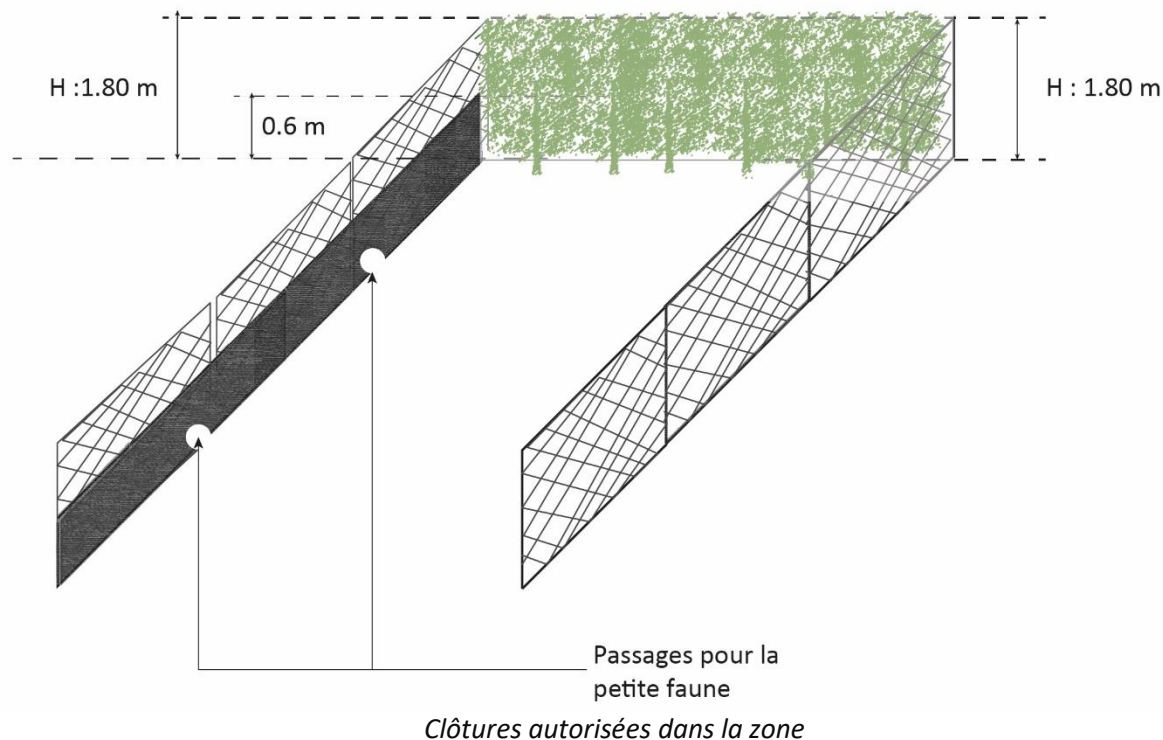 H :1.80 m
0.6 m
H : 1.80 m
Passages pour la
petite faune
Clôtures autorisées dans la zone